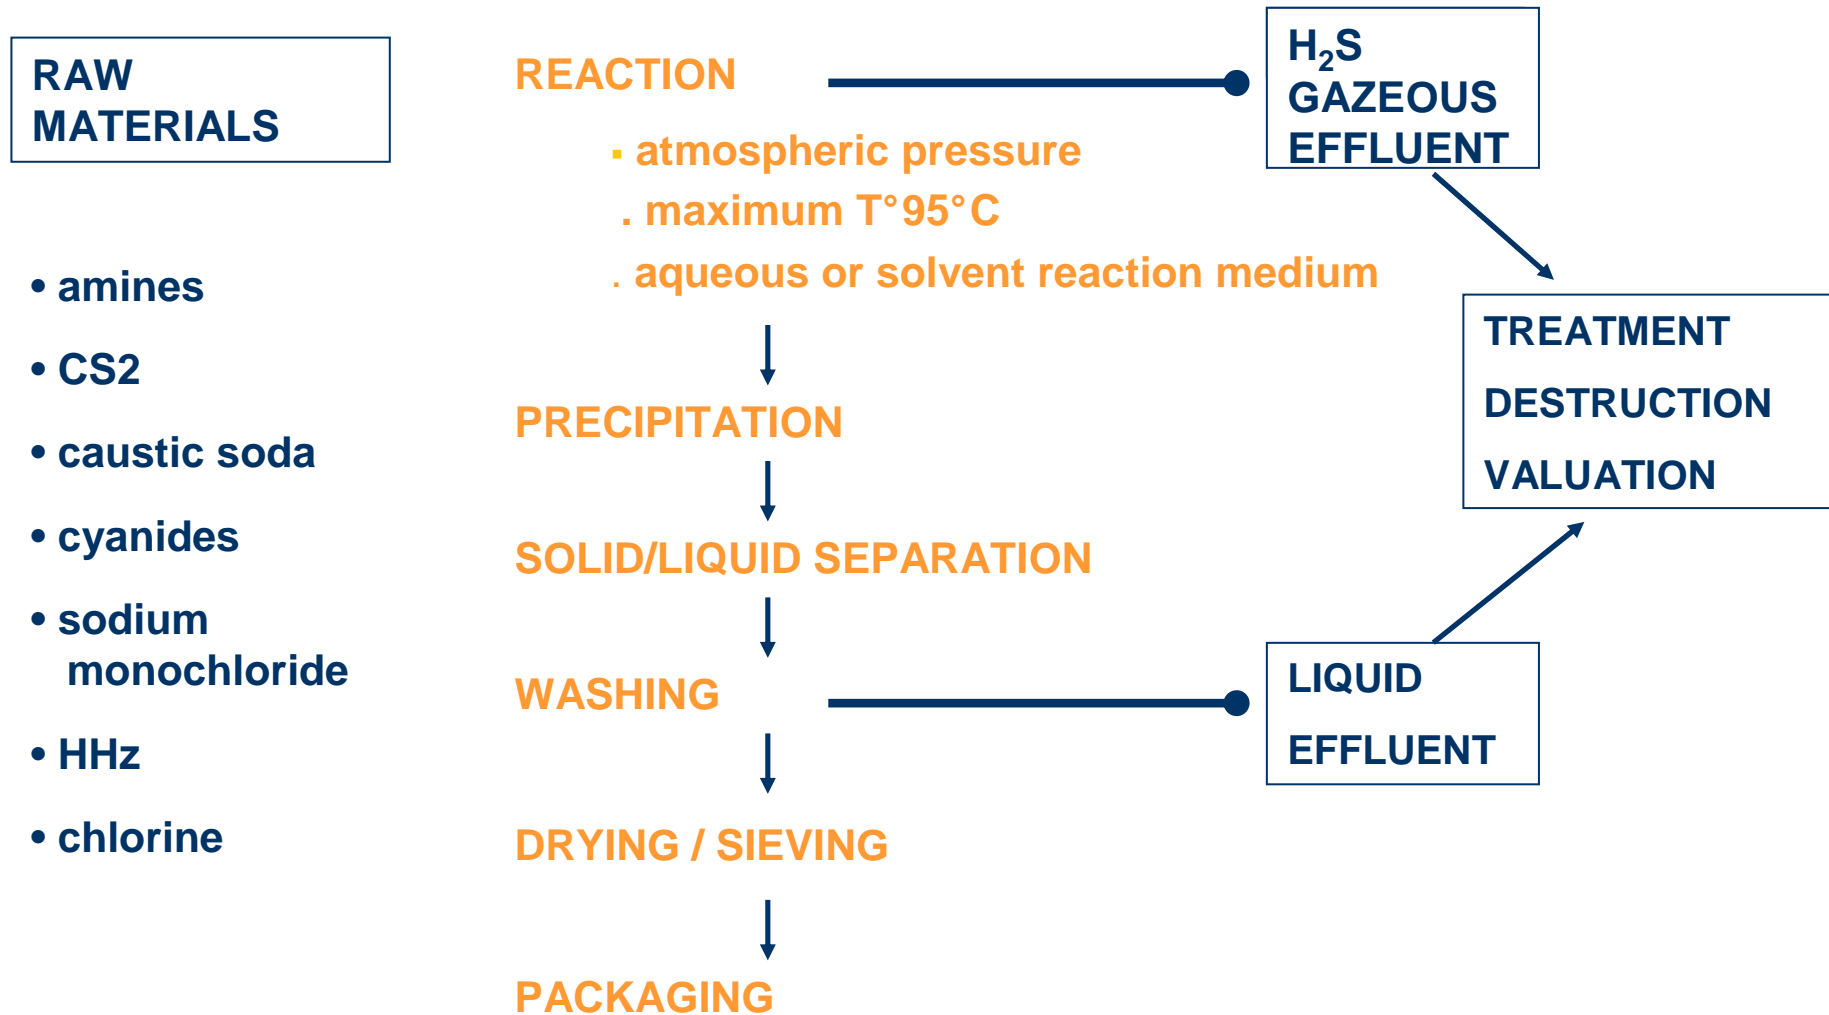 RAW
MATERIALS
• amines
• CS2
• caustic soda
• cyanides
• sodium
monochloride
• HHz
• chlorine
REACTION
▪ atmospheric pressure
. maximum T°95°C
. aqueous or solvent reaction medium
PRECIPITATION
SOLID/LIQUID SEPARATION
WASHING
DRYING / SIEVING
PACKAGING
H₂S
GAZEOUS
EFFLUENT
TREATMENT
DESTRUCTION
VALUATION
LIQUID
EFFLUENT